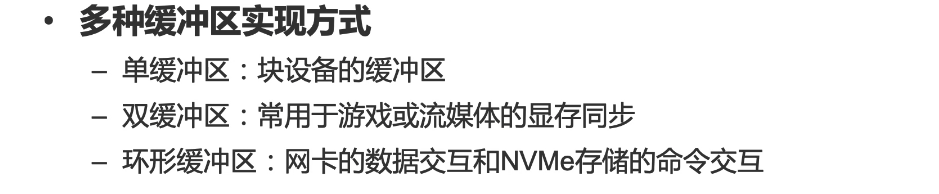 • 多种缓冲区实现方式
– 单缓冲区：块设备的缓冲区
– 双缓冲区：常用于游戏或流媒体的显存同步
– 环形缓冲区：网卡的数据交互和NVMe存储的命令交互